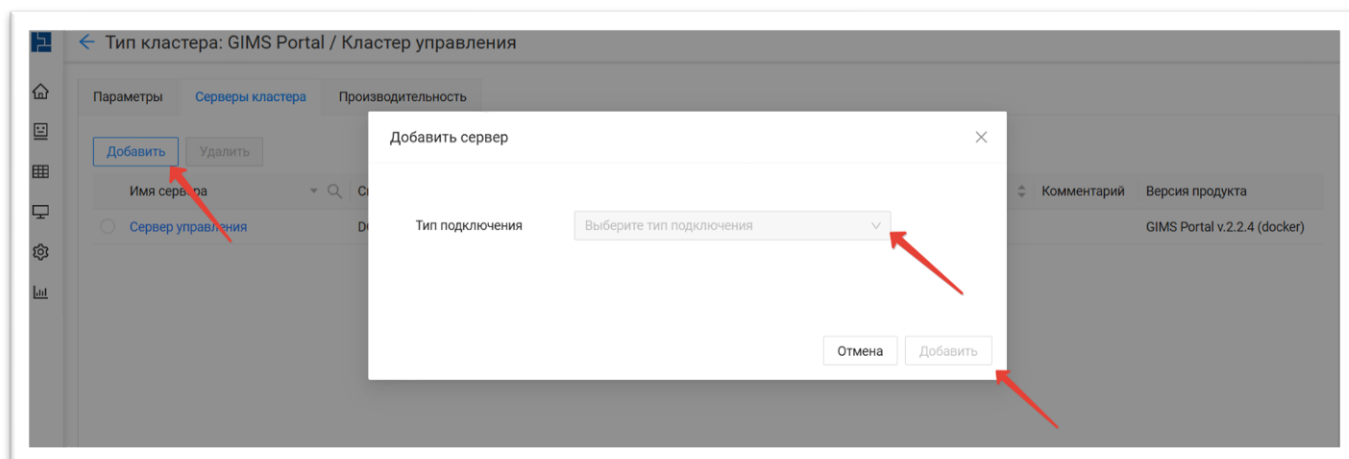 Тип кластера: GIMS Portal / Кластер управления
Параметры Серверы кластера Производительность
Добавить сервер
Добавить Удалить
Имя сервера Комментарий Версия продукта
Тип подключения Выберите тип подключения
Сервер управления GIMS Portal v.2.2.4 (docker)
Отмена Добавить